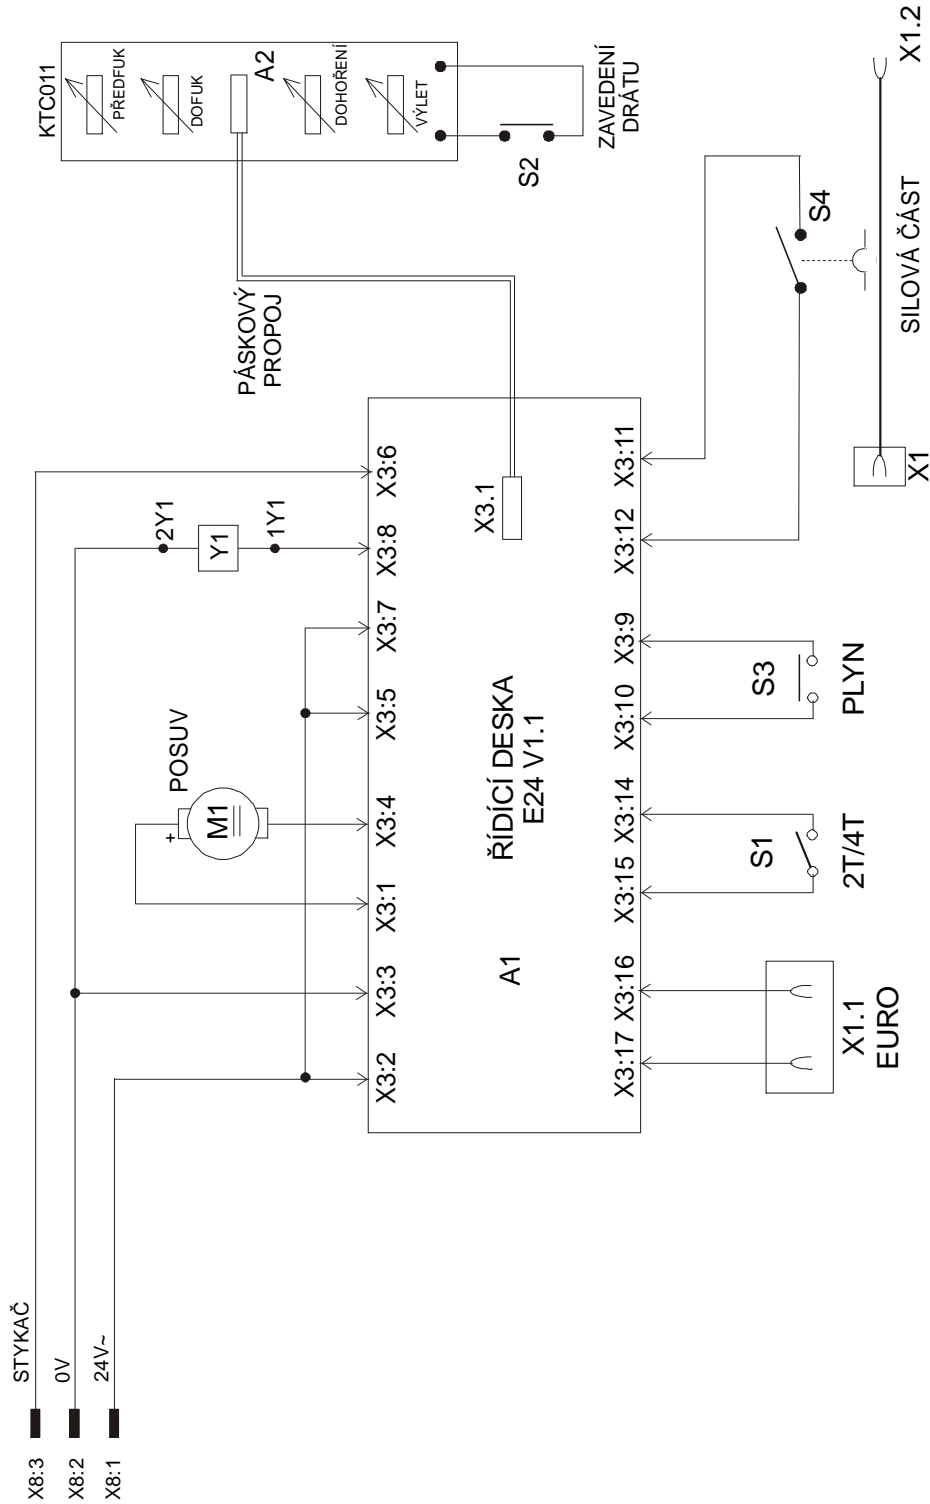 X8:3
X8:2
X8:1
STYKAČ
0V
24V~
KTC011
PŘEDFUK
DOFUK
A2
DOHOŘENÍ
VÝLET
S2
ZAVEDENÍ
DRÁTU
PÁSKOVÝ
PROPOJ
2Y1
Y1
1Y1
POSUV
+
M1
X3:2
X3:3
X3:1
X3:4
X3:5
X3:7
X3:8
X3:6
X3.1
A1
ŘÍDÍCÍ DESKA
E24 V1.1
X3:17
X3:16
X3:15
X3:14
X3:10
X3:9
X3:12
X3:11
X1.1
EURO
S1
2T/4T
S3
PLYN
S4
SILOVÁ ČÁST
X1
X1.2